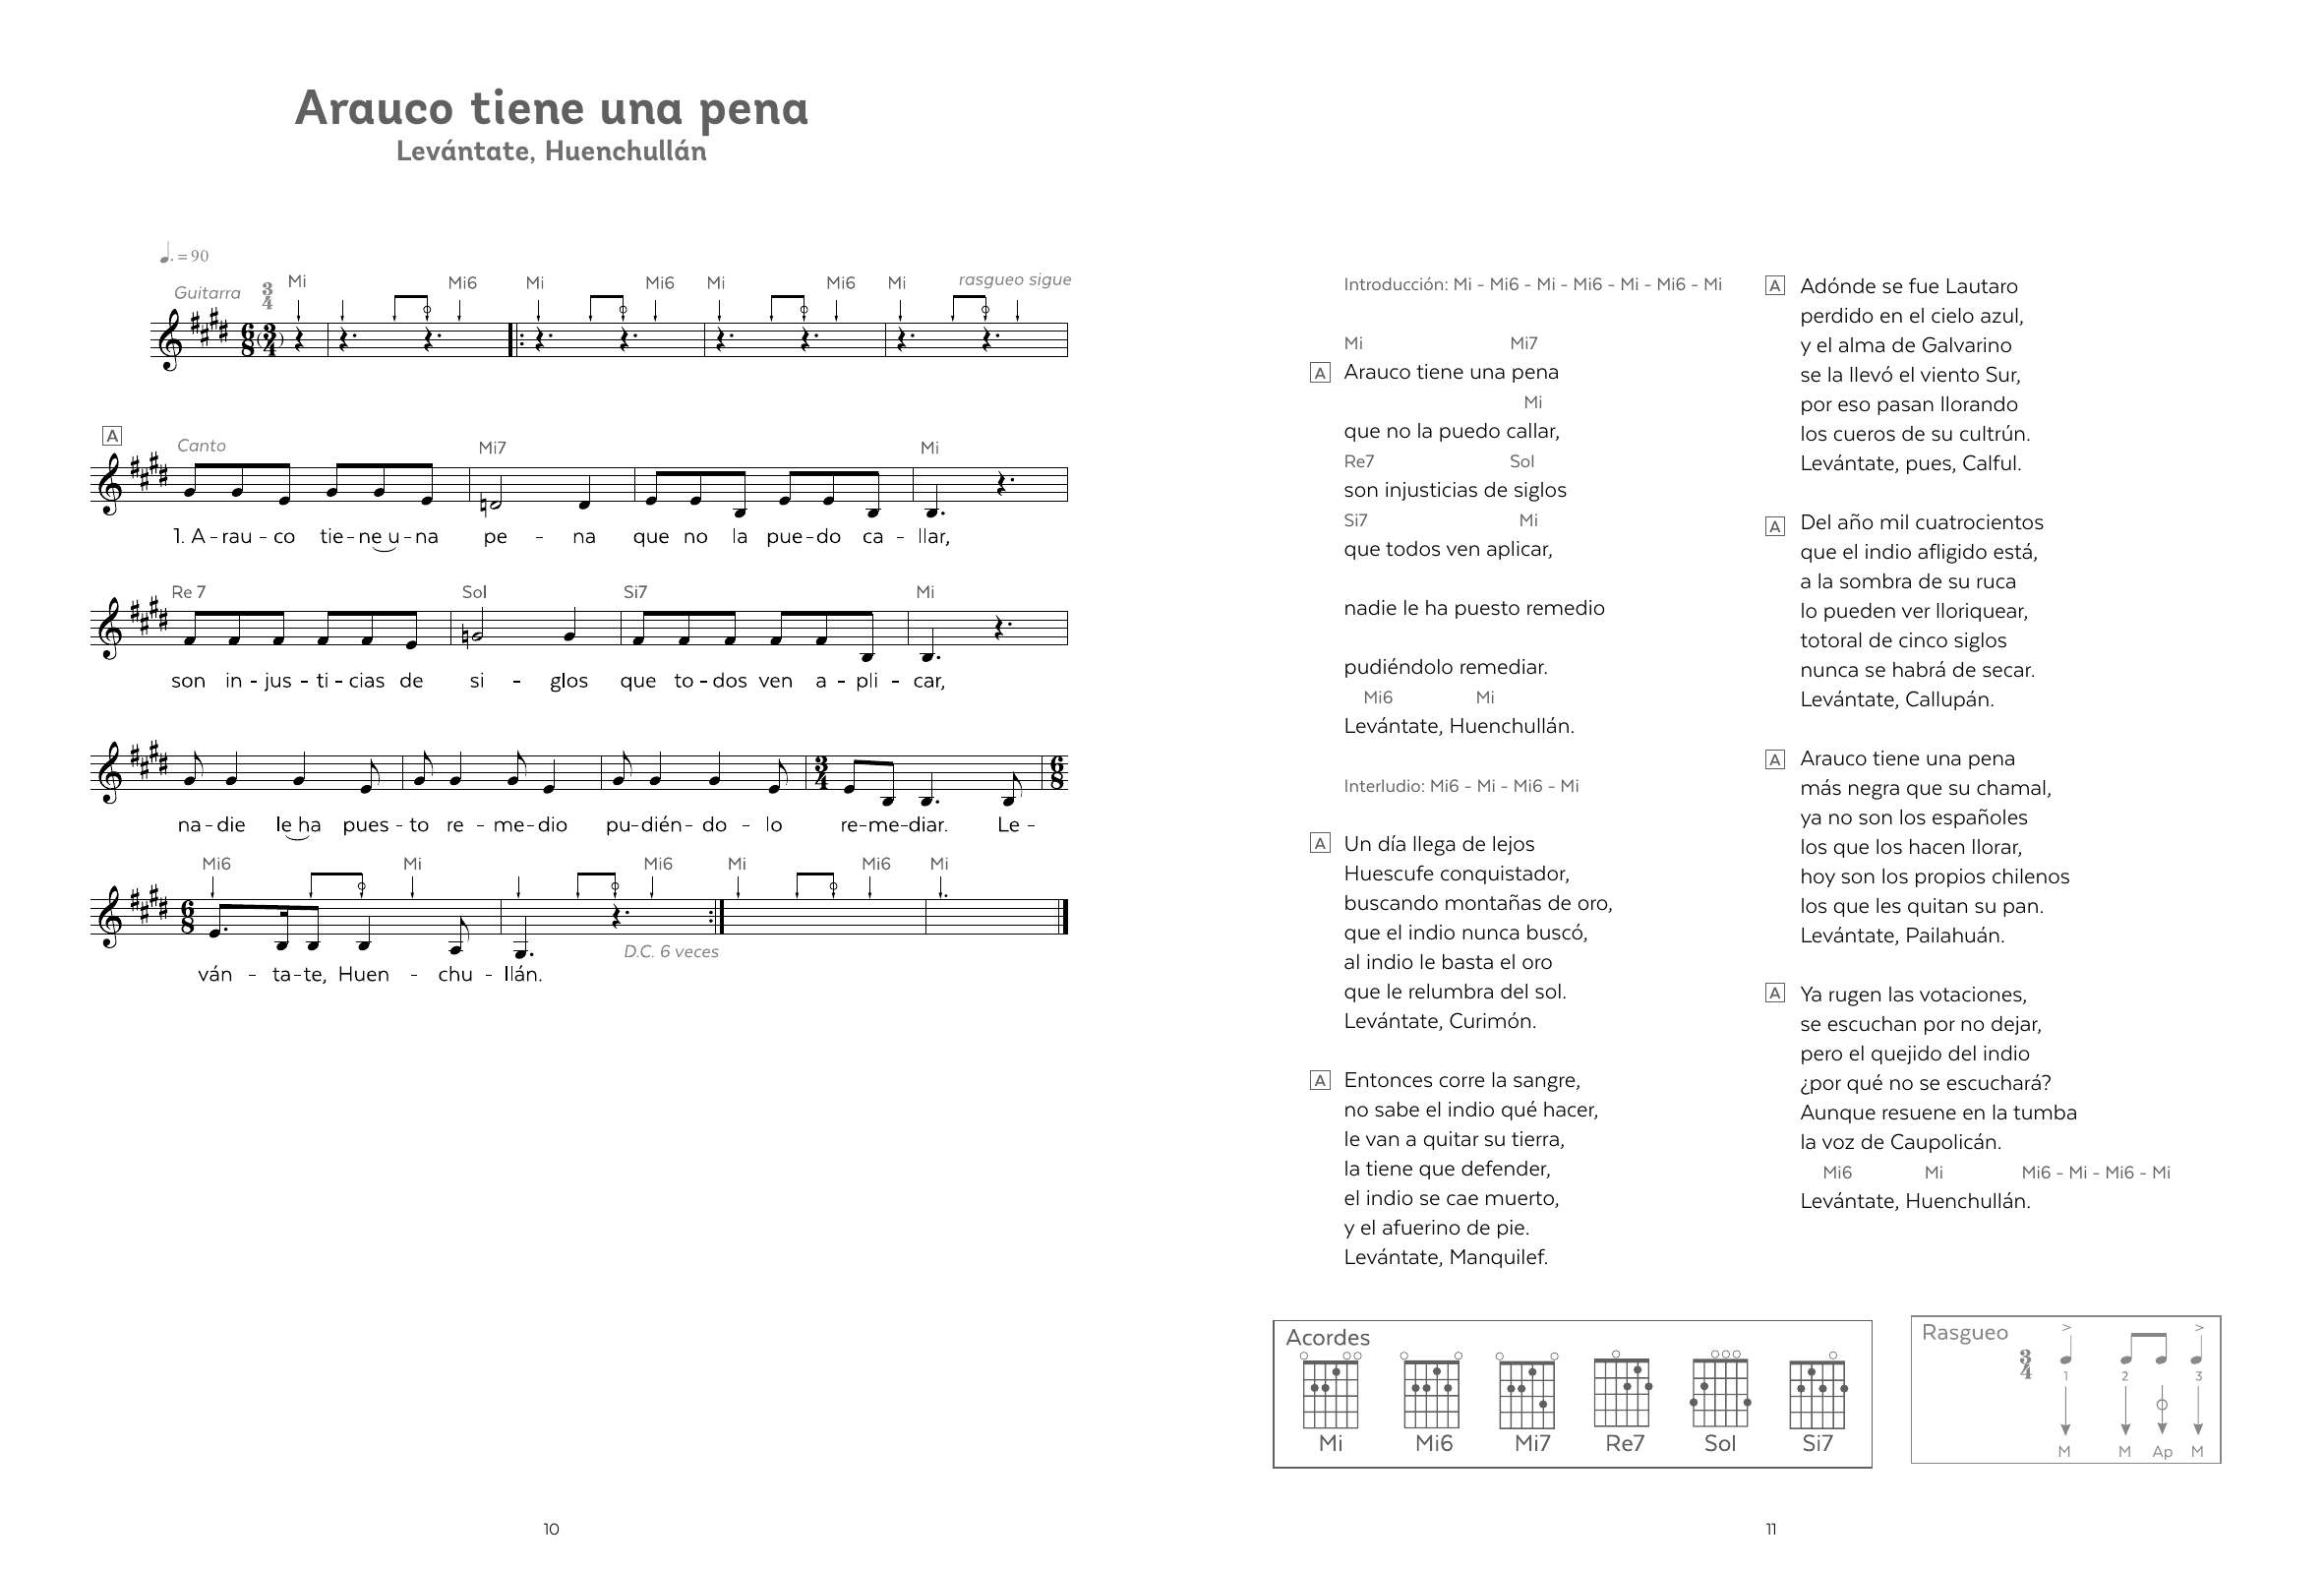 Arauco tiene una pena
Levántate, Huenchullán
= 90
Guitarra 3/4 Mi Mi6 Mi Mi6 Mi Mi6 Mi rasgueo sigue
6/8 (3/4)
A Canto Mi7 Mi
1. A - rau - co tie - ne u - na pe - na que no la pue - do ca - llar,
Re 7 Sol Si7 Mi
son in - jus - ti - cias de si - glos que to - dos ven a - pli - car,
3/4 6/8
na - die le ha pues - to re - me - dio pu - dién - do - lo re - me - diar. Le -
Mi6 Mi Mi6 Mi Mi6 Mi
6/8
D.C. 6 veces
ván - ta - te, Huen - chu - llán.
10
Introducción: Mi - Mi6 - Mi - Mi6 - Mi - Mi6 - Mi
Mi Mi7
A Arauco tiene una pena
Mi
que no la puedo callar,
Re7 Sol
son injusticias de siglos
Si7 Mi
que todos ven aplicar,
nadie le ha puesto remedio
pudiéndolo remediar.
Mi6 Mi
Levántate, Huenchullán.
Interludio: Mi6 - Mi - Mi6 - Mi
A Un día llega de lejos
Huescufe conquistador,
buscando montañas de oro,
que el indio nunca buscó,
al indio le basta el oro
que le relumbra del sol.
Levántate, Curimón.
A Entonces corre la sangre,
no sabe el indio qué hacer,
le van a quitar su tierra,
la tiene que defender,
el indio se cae muerto,
y el afuerino de pie.
Levántate, Manquilef.
A Adónde se fue Lautaro
perdido en el cielo azul,
y el alma de Galvarino
se la llevó el viento Sur,
por eso pasan llorando
los cueros de su cultrún.
Levántate, pues, Calful.
A Del año mil cuatrocientos
que el indio afligido está,
a la sombra de su ruca
lo pueden ver lloriquear,
totoral de cinco siglos
nunca se habrá de secar.
Levántate, Callupán.
A Arauco tiene una pena
más negra que su chamal,
ya no son los españoles
los que los hacen llorar,
hoy son los propios chilenos
los que les quitan su pan.
Levántate, Pailahuán.
A Ya rugen las votaciones,
se escuchan por no dejar,
pero el quejido del indio
¿por qué no se escuchará?
Aunque resuene en la tumba
la voz de Caupolicán.
Mi6 Mi Mi6 - Mi - Mi6 - Mi
Levántate, Huenchullán.
Acordes
Mi Mi6 Mi7 Re7 Sol Si7
Rasgueo
3/4
1 2 3
M M Ap M
11